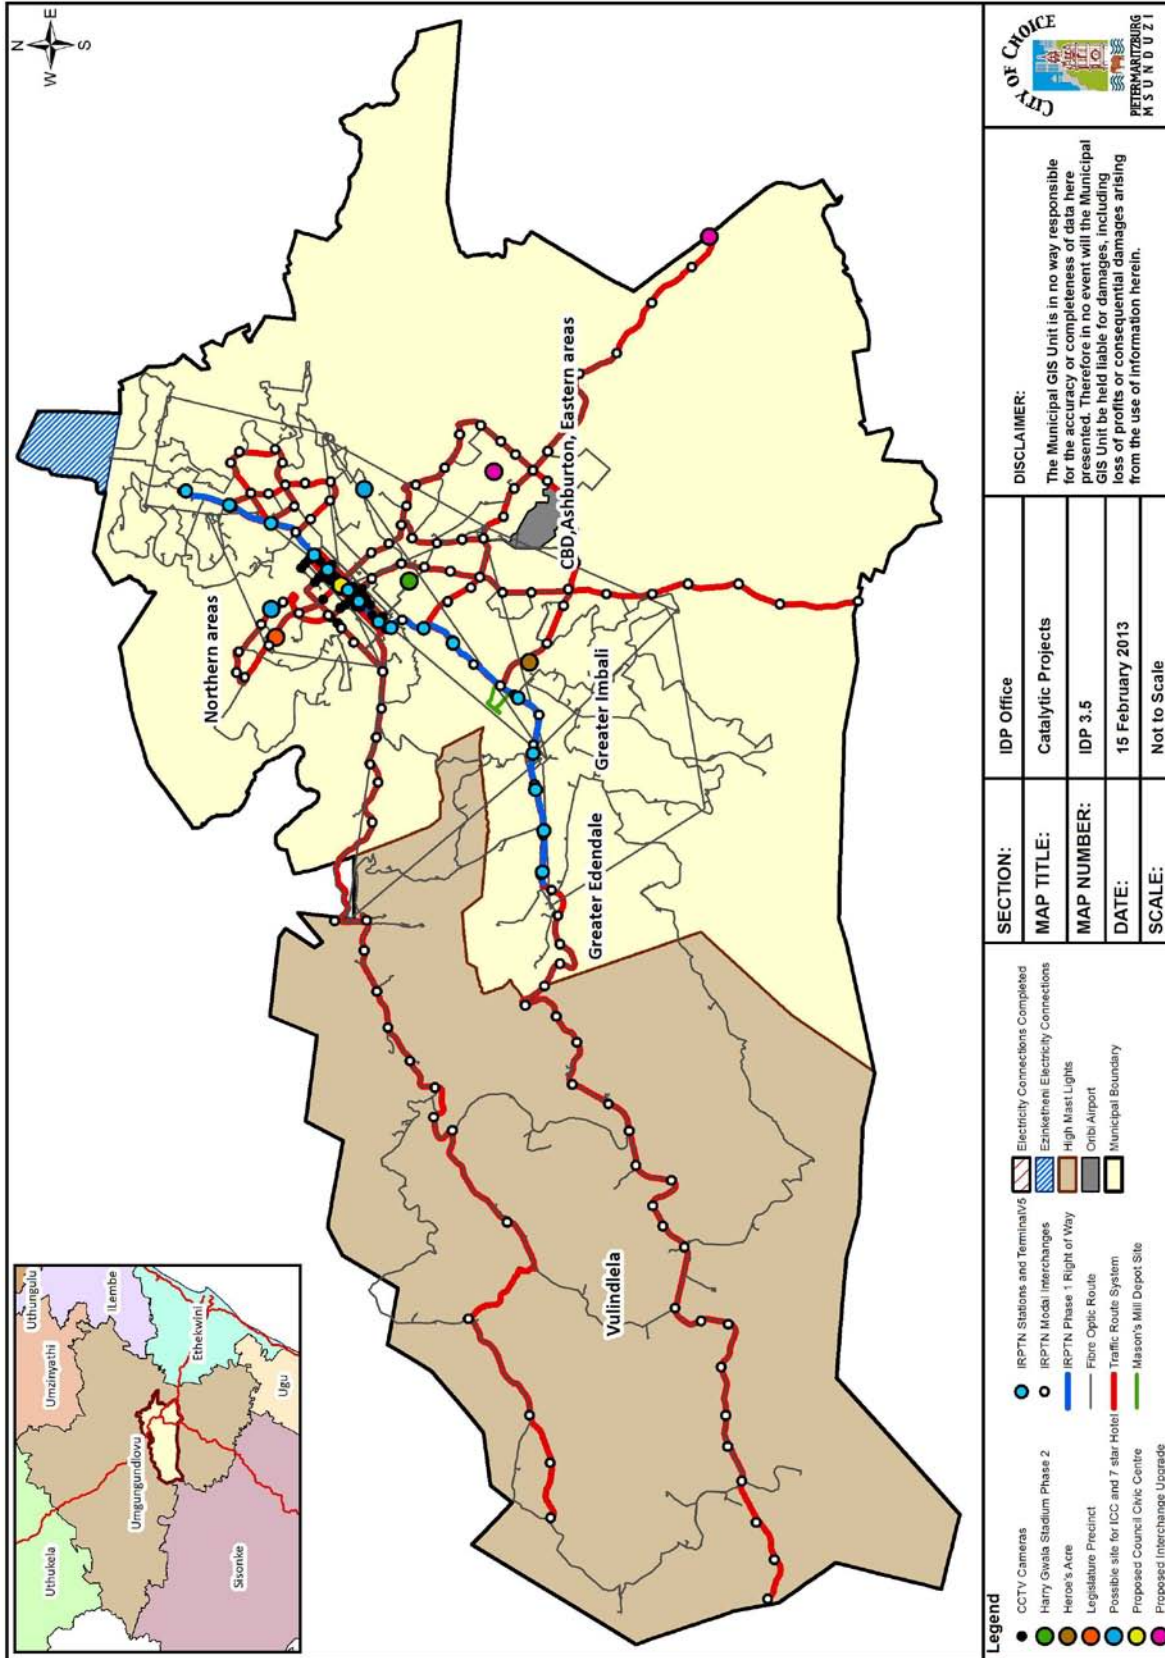 N
W
E
S
Uthungulu
Umzinyathi
iLembe
Uthukela
Umgungundlovu
Ethekwini
Ugu
Sisonke
Northern areas
CBD,Ashburton, Eastern areas
Greater Imbali
Greater Edendale
Vulindlela
Legend
CCTV Cameras
Harry Gwala Stadium Phase 2
Heroe's Acre
Legislature Precinct
Possible site for ICC and 7 star Hotel
Proposed Council Civic Centre
Proposed Interchange Upgrade
IRPTN Stations and TerminalV5
IRPTN Modal Interchanges
IRPTN Phase 1 Right of Way
Fibre Optic Route
Traffic Route System
Mason's Mill Depot Site
Electricity Connections Completed
Ezinketheni Electricity Connections
High Mast Lights
Oribi Airport
Municipal Boundary
SECTION: IDP Office
MAP TITLE: Catalytic Projects
MAP NUMBER: IDP 3.5
DATE: 15 February 2013
SCALE: Not to Scale
DISCLAIMER:
The Municipal GIS Unit is in no way responsible
for the accuracy or completeness of data here
presented. Therefore in no event will the Municipal
GIS Unit be held liable for damages, including
loss of profits or consequential damages arising
from the use of information herein.
CITY OF CHOICE
PIETERMARITZBURG
MSUNDUZI